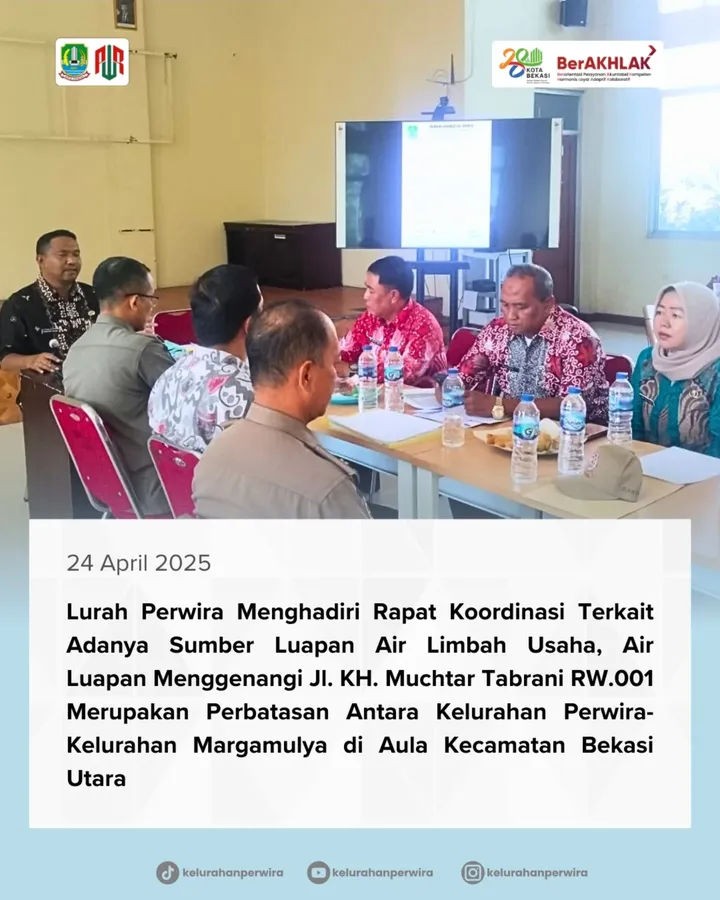 KOTA
BEKASI
BerAKHLAK
24 April 2025
Lurah Perwira Menghadiri Rapat Koordinasi Terkait
Adanya Sumber Luapan Air Limbah Usaha, Air
Luapan Menggenangi Jl. KH. Muchtar Tabrani RW.001
Merupakan Perbatasan Antara Kelurahan Perwira-
Kelurahan Margamulya di Aula Kecamatan Bekasi
Utara
kelurahanperwira kelurahanperwira kelurahanperwira